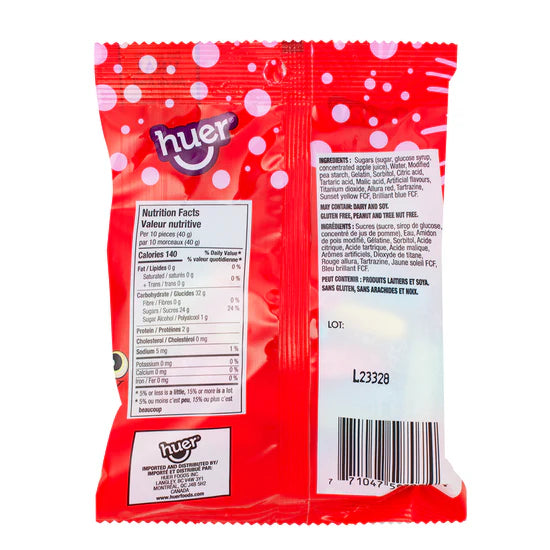 huer
Nutrition Facts
Valeur nutritive
Per 10 pieces (40 g)
par 10 morceaux (40 g)
Calories 140
% Daily Value*
% valeur quotidienne*
Fat / Lipides 0 g 0 %
Saturated / saturés 0 g
+ Trans / trans 0 g 0 %
Carbohydrate / Glucides 32 g
Fibre / Fibres 0 g 0 %
Sugars / Sucres 24 g 24 %
Sugar Alcohol / Polyalcool 1 g
Protein / Protéines 2 g
Cholesterol / Cholestérol 0 mg
Sodium 5 mg 1 %
Potassium 0 mg 0 %
Calcium 0 mg 0 %
Iron / Fer 0 mg 0 %
* 5% or less is a little, 15% or more is a lot
* 5% ou moins c'est peu, 15% ou plus c'est
beaucoup
huer
IMPORTED AND DISTRIBUTED BY/
IMPORTÉ ET DISTRIBUÉ PAR:
HUER FOODS INC.
LANGLEY, BC V4W 3Y1
MONTREAL, QC J4B 5H2
CANADA
www.huerfoods.com
INGREDIENTS : Sugars (sugar, glucose syrup,
concentrated apple juice), Water, Modified
pea starch, Gelatin, Sorbitol, Citric acid,
Tartaric acid, Malic acid, Artificial flavours,
Titanium dioxide, Allura red, Tartrazine,
Sunset yellow FCF, Brilliant blue FCF.
MAY CONTAIN: DAIRY AND SOY.
GLUTEN FREE, PEANUT AND TREE NUT FREE.
INGRÉDIENTS : Sucres (sucre, sirop de glucose,
concentré de jus de pomme), Eau, Amidon
de pois modifié, Gélatine, Sorbitol, Acide
citrique, Acide tartrique, Acide malique,
Arômes artificiels, Dioxyde de titane,
Rouge allura, Tartrazine, Jaune soleil FCF,
Bleu brillant FCF.
PEUT CONTENIR : PRODUITS LAITIERS ET SOYA.
SANS GLUTEN, SANS ARACHIDES ET NOIX.
LOT:
L23328
7 71047